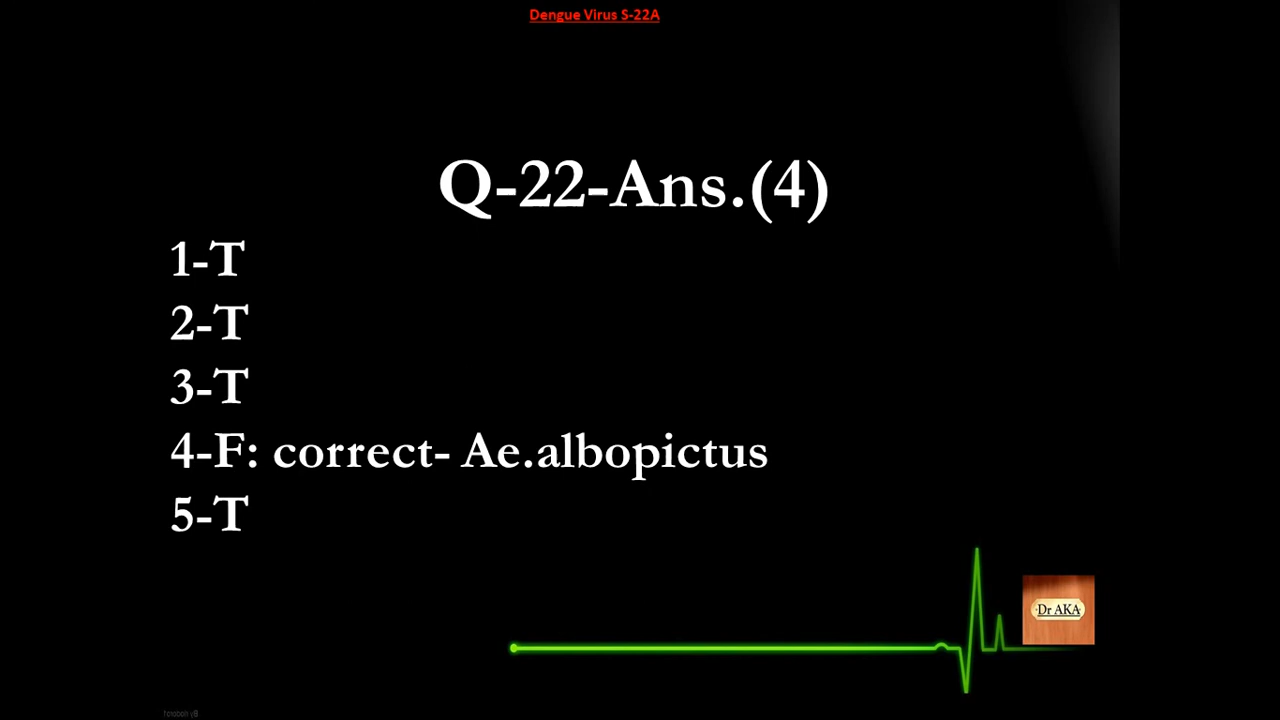 Dengue Virus S-22A
Q-22-Ans.(4)
1-T
2-T
3-T
4-F: correct- Ae.albopictus
5-T
Dr AKA